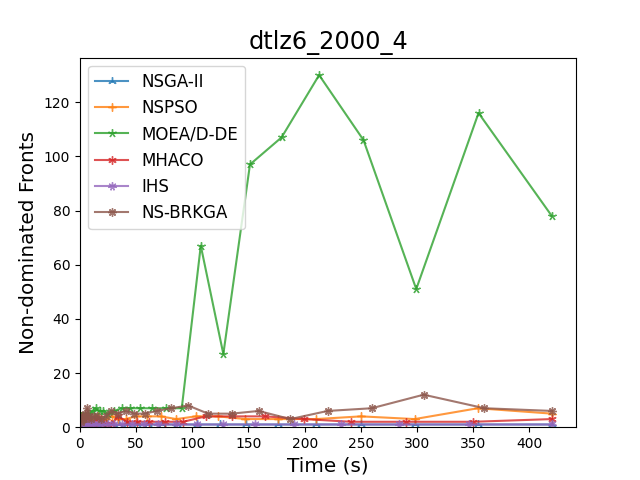 dtlz6_2000_4
Non-dominated Fronts
120
100
80
60
40
20
0
NSGA-II
NSPSO
MOEA/D-DE
MHACO
IHS
NS-BRKGA
0 50 100 150 200 250 300 350 400
Time (s)